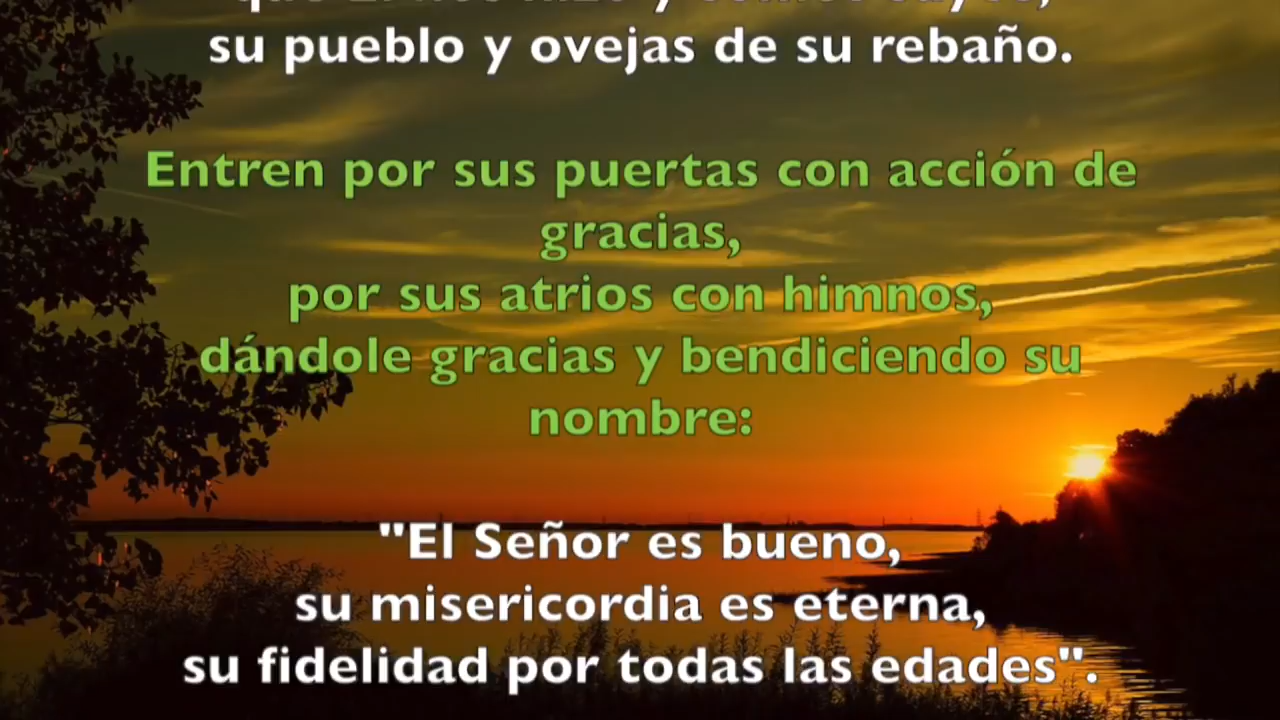 su pueblo y ovejas de su rebaño.
Entren por sus puertas con acción de
gracias,
por sus atrios con himnos,
dándole gracias y bendiciendo su
nombre:
"El Señor es bueno,
su misericordia es eterna,
su fidelidad por todas las edades".